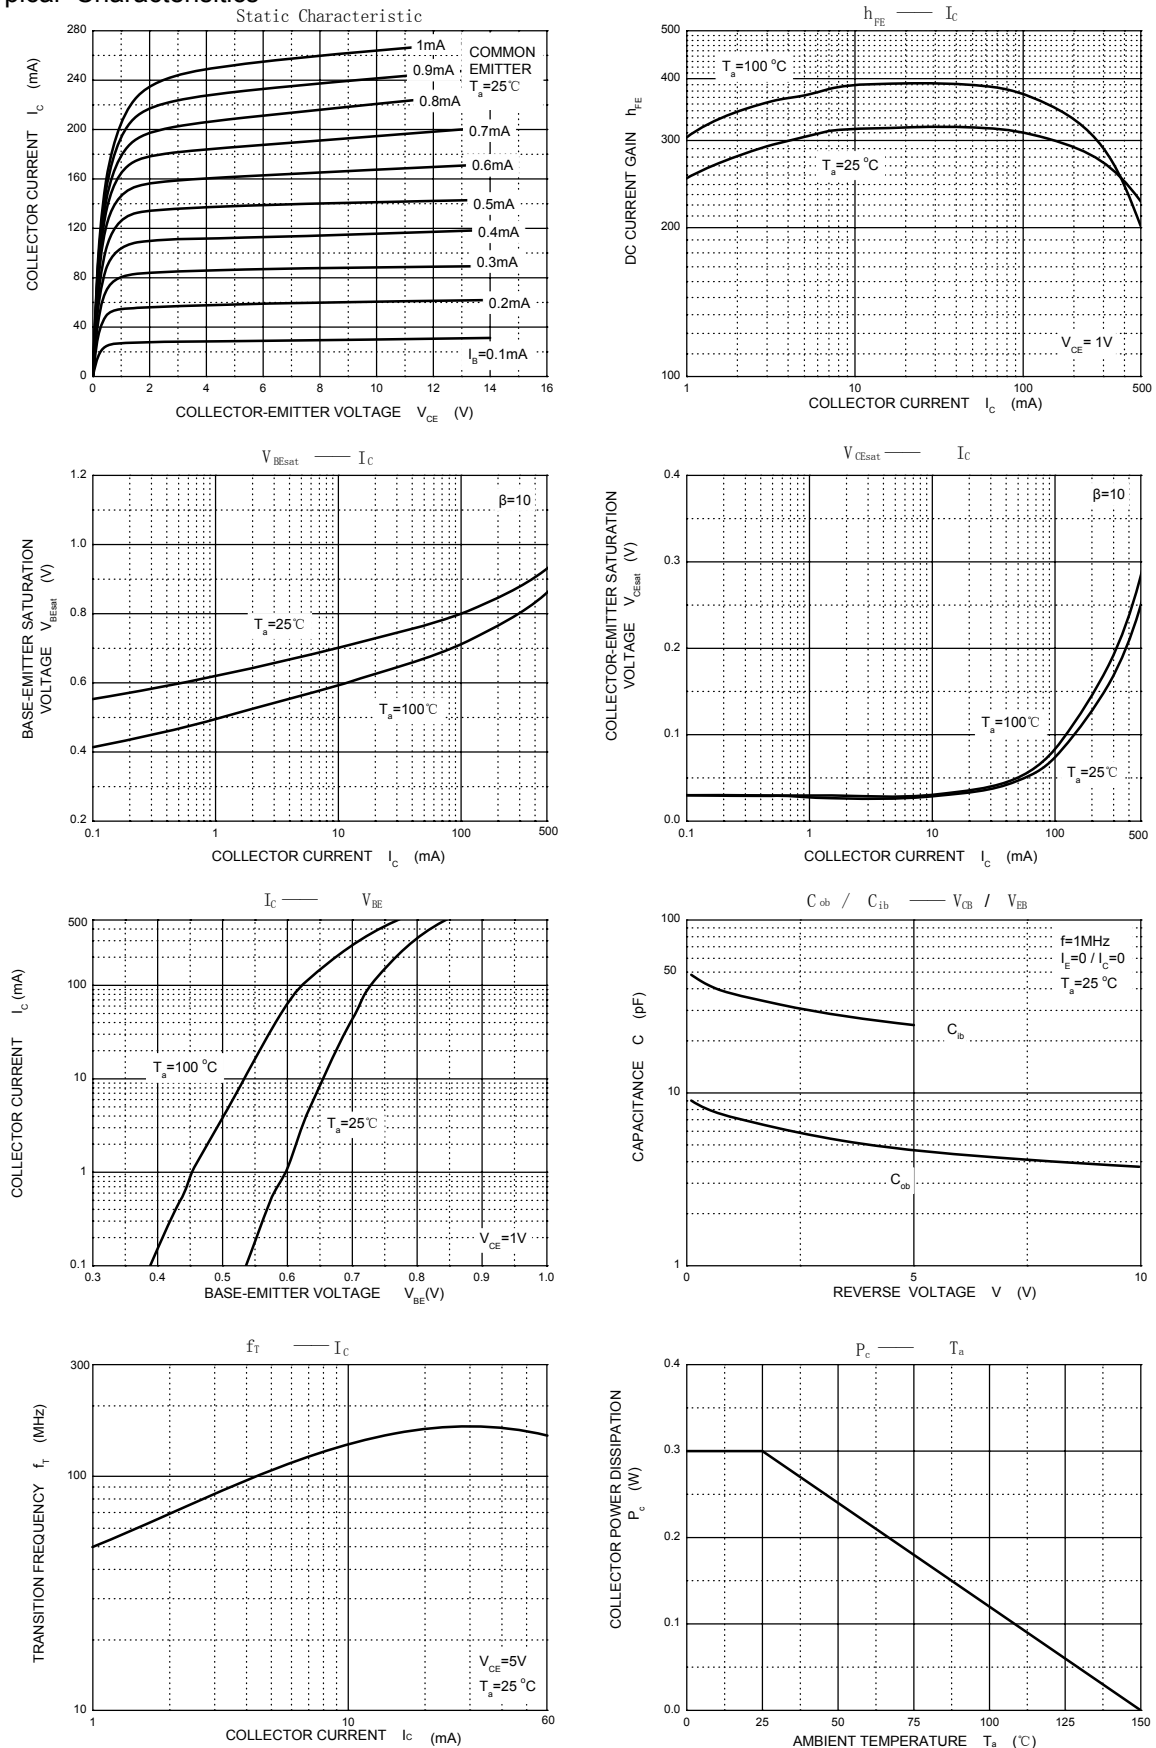 pical Characteristics
Static Characteristic
COLLECTOR CURRENT I_C (mA)
280
240
200
160
120
80
40
0
1mA
0.9mA
0.8mA
0.7mA
0.6mA
0.5mA
0.4mA
0.3mA
0.2mA
I_B=0.1mA
COMMON
EMITTER
T_a=25℃
0 2 4 6 8 10 12 14 16
COLLECTOR-EMITTER VOLTAGE V_CE (V)
h_FE —— I_C
DC CURRENT GAIN h_FE
500
400
300
200
100
T_a=100 °C
T_a=25 °C
V_CE= 1V
1 10 100 500
COLLECTOR CURRENT I_C (mA)
V_BEsat —— I_C
BASE-EMITTER SATURATION
VOLTAGE V_BEsat (V)
1.2
1.0
0.8
0.6
0.4
0.2
β=10
T_a=25℃
T_a=100℃
0.1 1 10 100 500
COLLECTOR CURRENT I_C (mA)
V_CEsat —— I_C
COLLECTOR-EMITTER SATURATION
VOLTAGE V_CEsat (V)
0.4
0.3
0.2
0.1
0.0
β=10
T_a=100℃
T_a=25℃
0.1 1 10 100 500
COLLECTOR CURRENT I_C (mA)
I_C —— V_BE
COLLECTOR CURRENT I_C (mA)
500
100
10
1
0.1
T_a=100 °C
T_a=25℃
V_CE=1V
0.3 0.4 0.5 0.6 0.7 0.8 0.9 1.0
BASE-EMITTER VOLTAGE V_BE(V)
C_ob / C_ib —— V_CB / V_EB
CAPACITANCE C (pF)
100
50
10
1
f=1MHz
I_E=0 / I_C=0
T_a=25 °C
C_ib
C_ob
0 5 10
REVERSE VOLTAGE V (V)
f_T —— I_C
TRANSITION FREQUENCY f_T (MHz)
300
100
10
V_CE=5V
T_a=25 °C
1 10 60
COLLECTOR CURRENT Ic (mA)
P_c —— T_a
COLLECTOR POWER DISSIPATION
P_c (W)
0.4
0.3
0.2
0.1
0.0
0 25 50 75 100 125 150
AMBIENT TEMPERATURE T_a (℃)